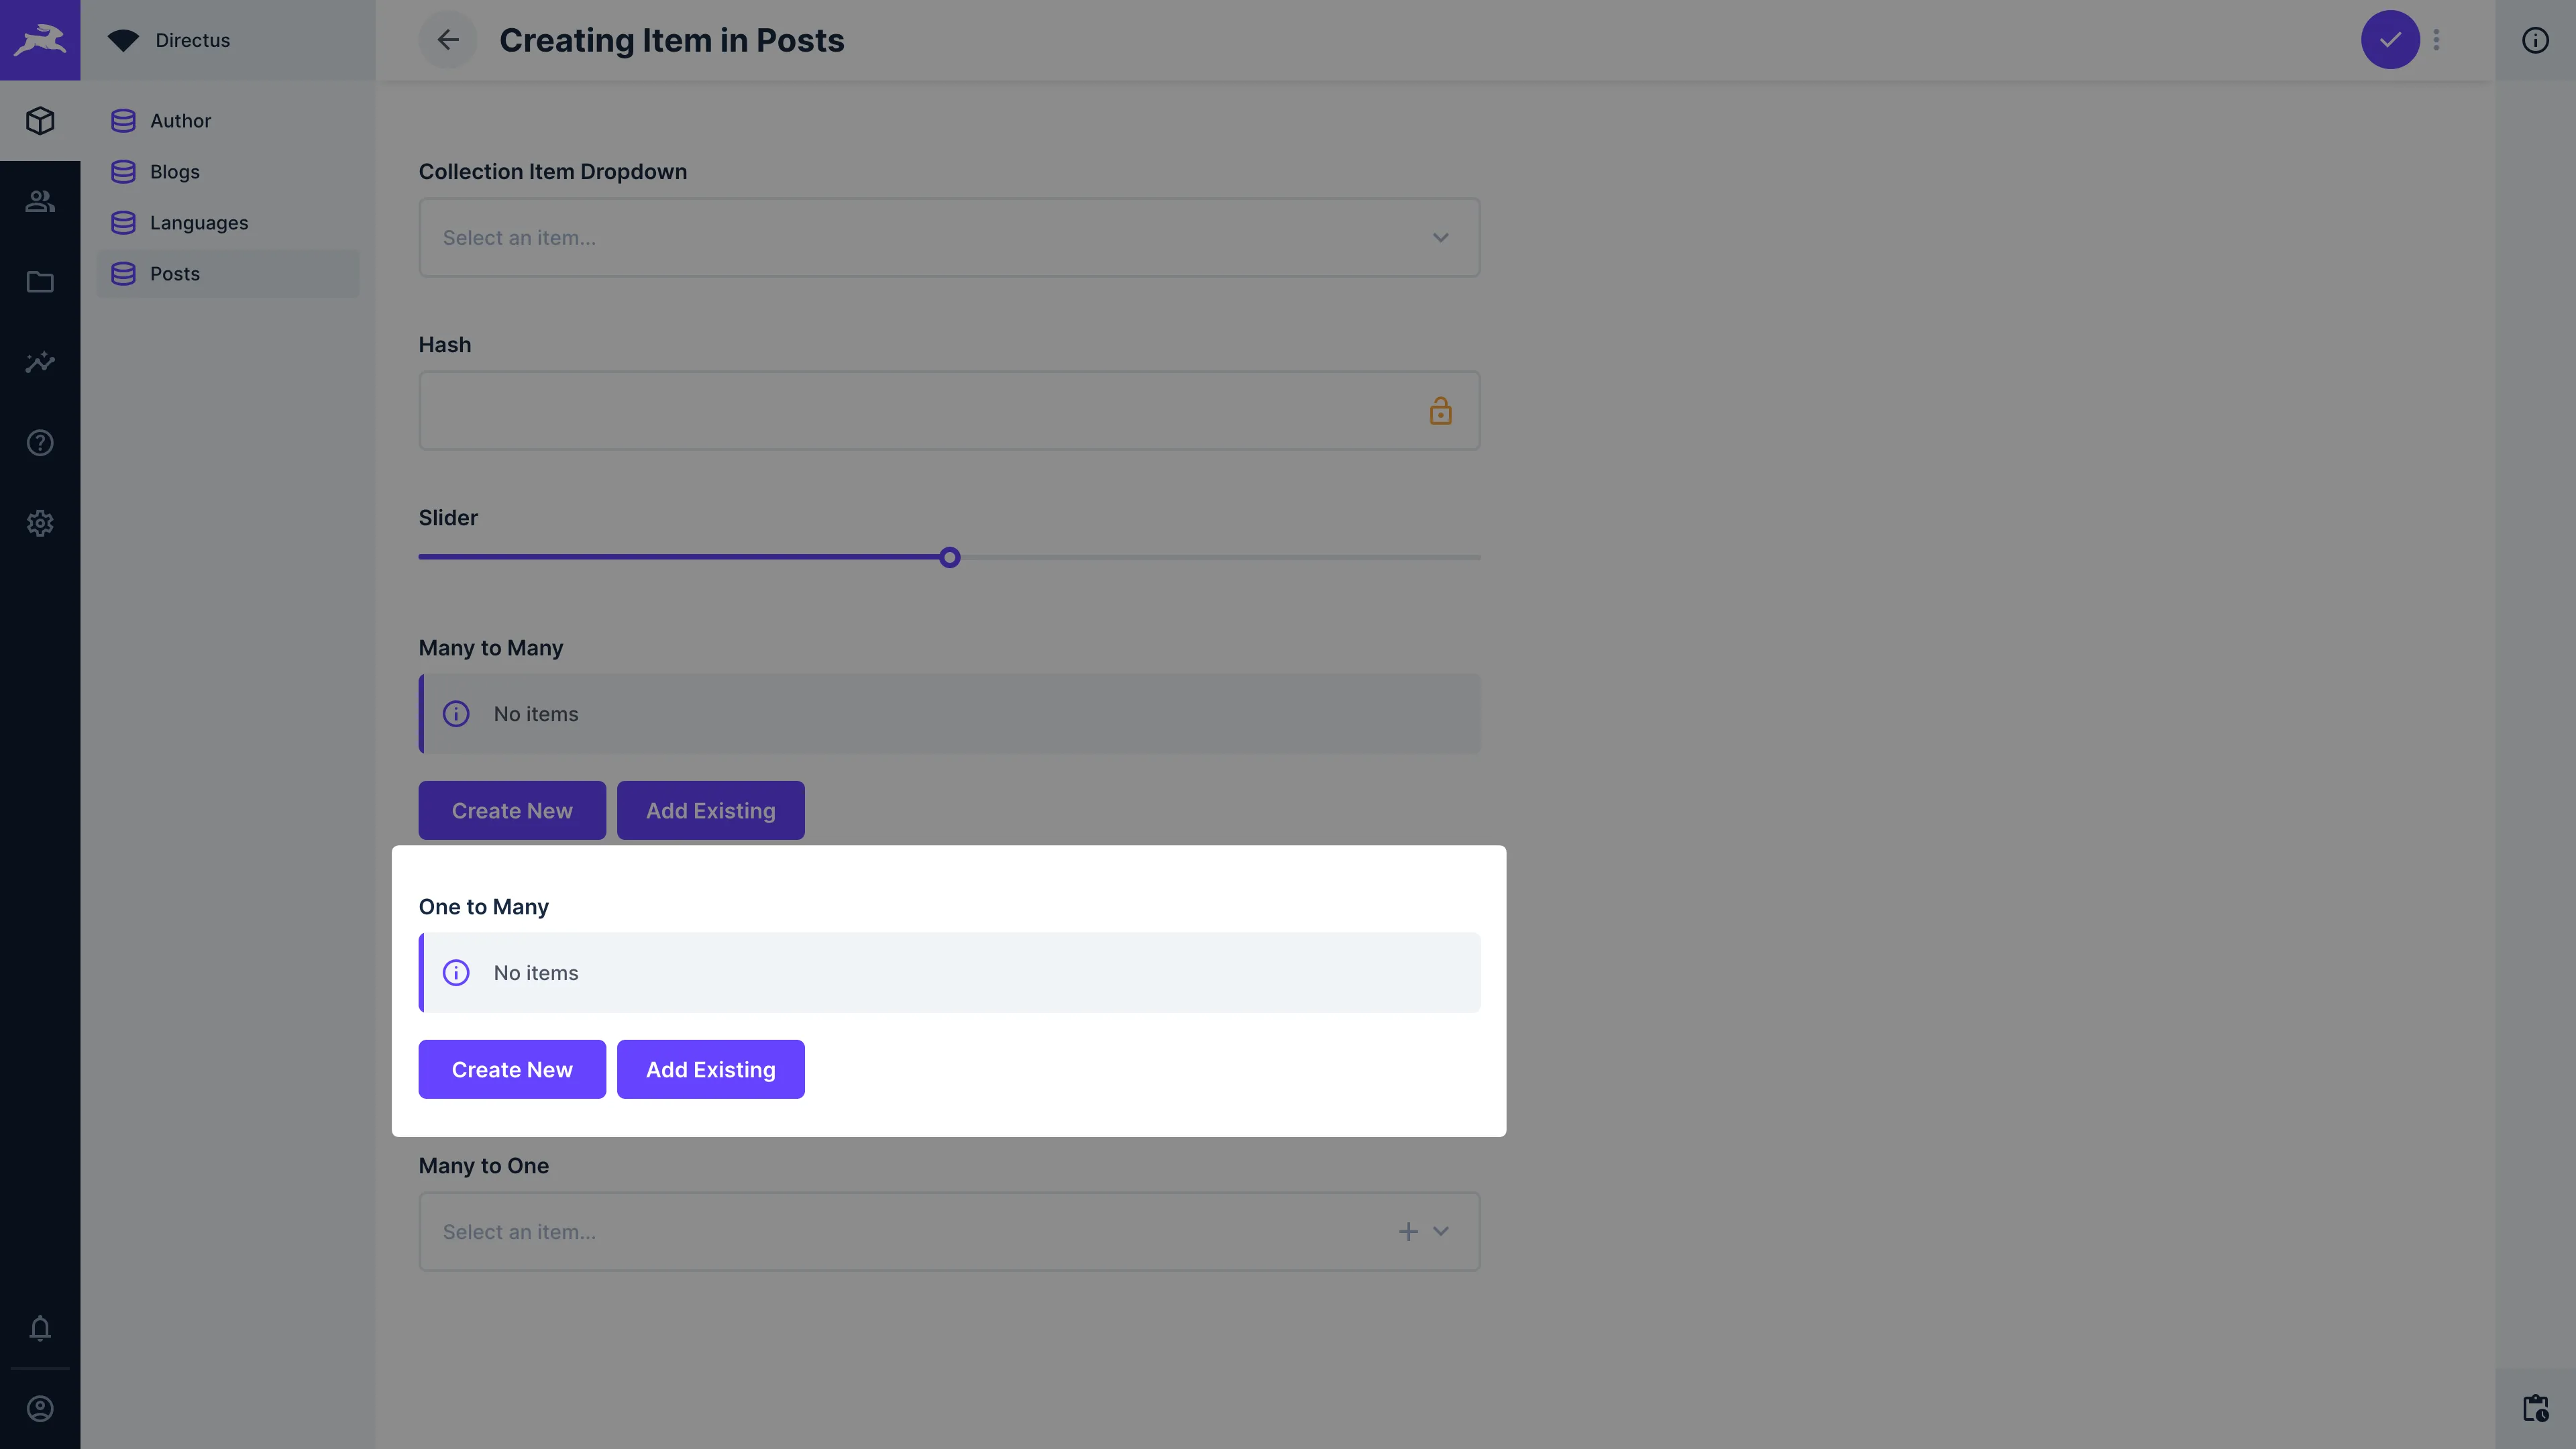 Directus
Creating Item in Posts
Author
Blogs
Languages
Posts
Collection Item Dropdown
Select an item...
Hash
Slider
Many to Many
No items
Create New
Add Existing
One to Many
No items
Create New
Add Existing
Many to One
Select an item...